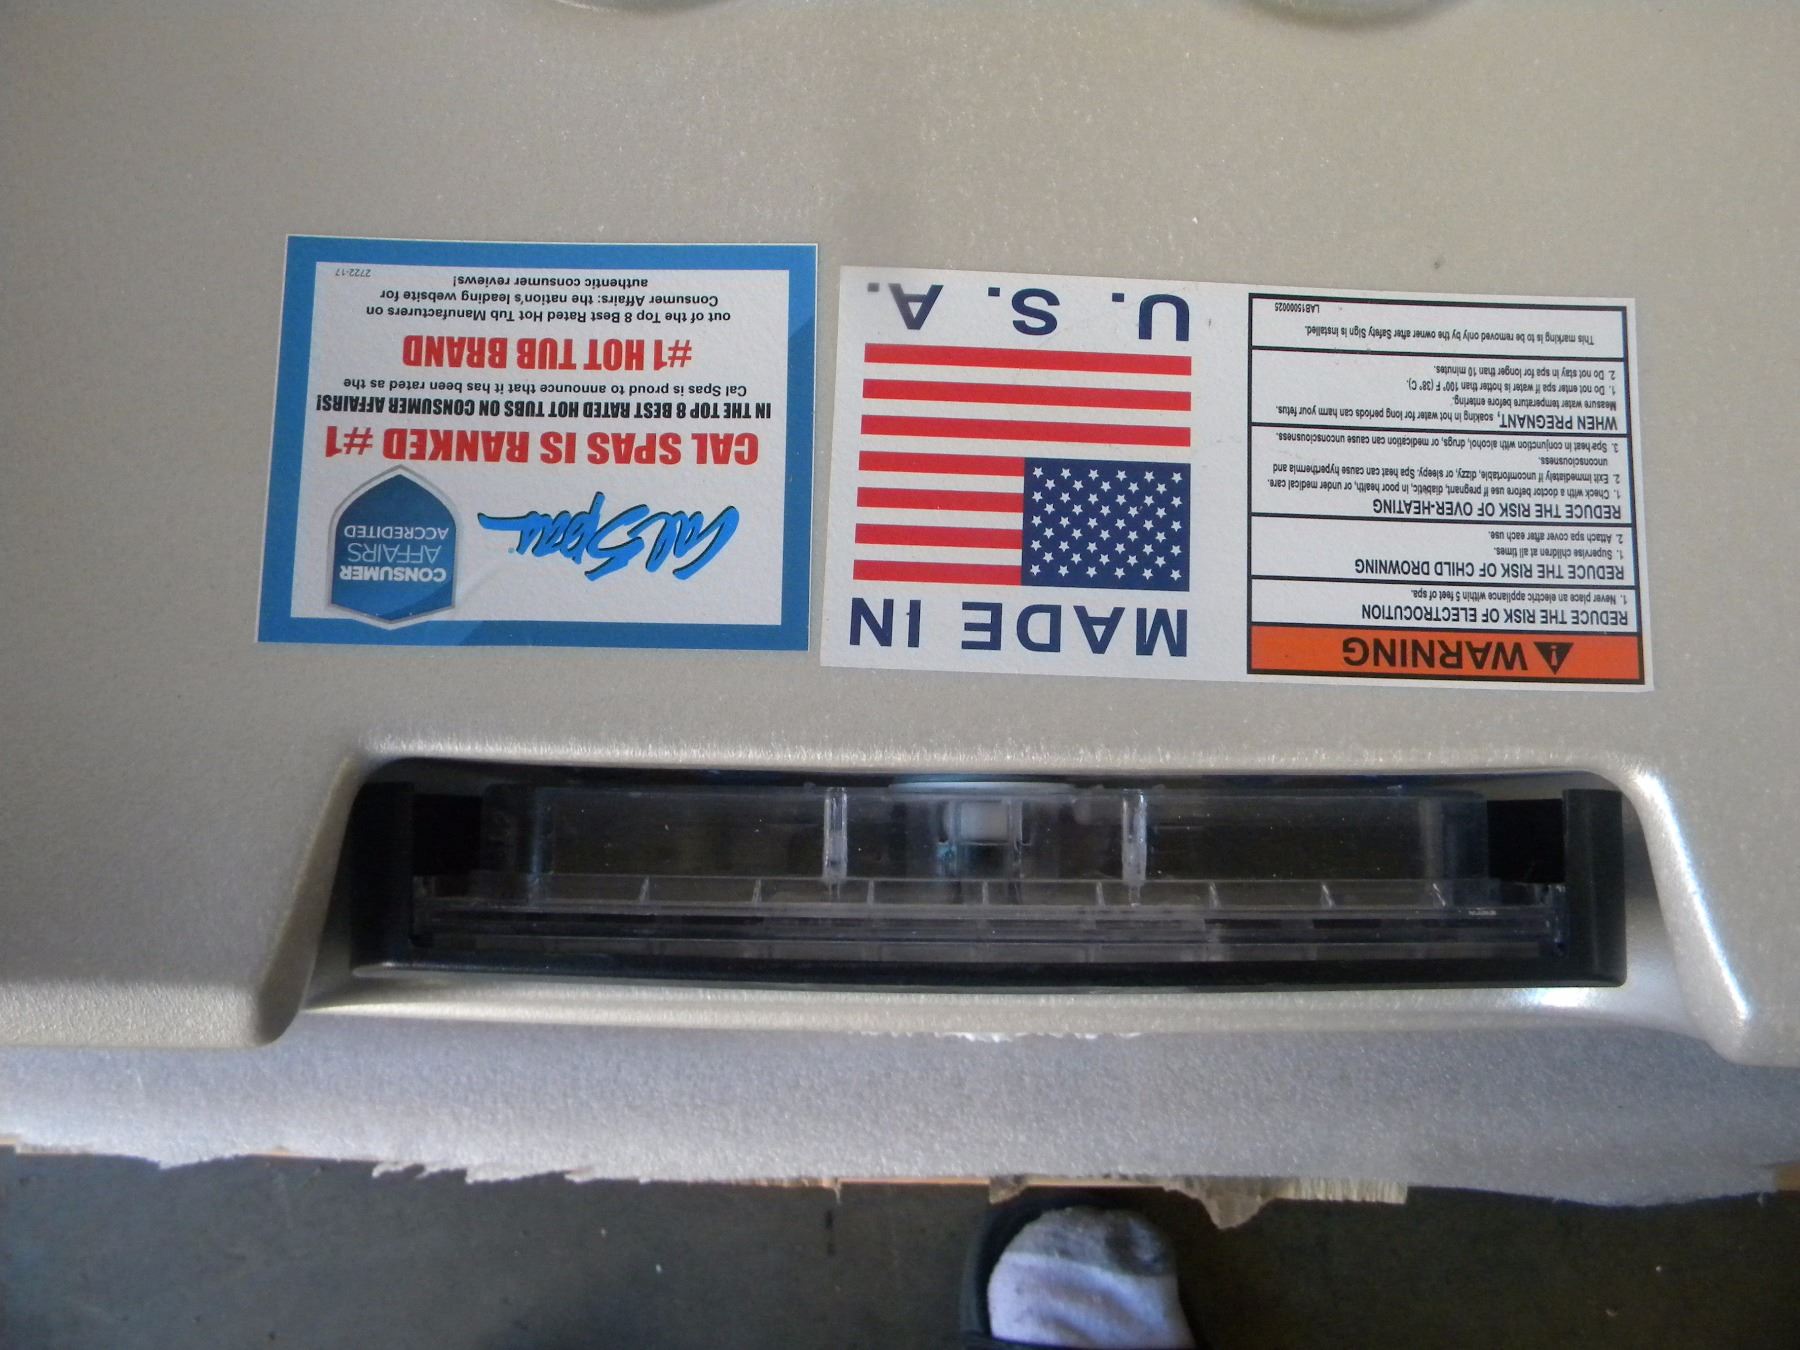 Cal Spas
CONSUMER
AFFAIRS
ACCREDITED
CAL SPAS IS RANKED #1
IN THE TOP 8 BEST RATED HOT TUBS ON CONSUMER AFFAIRS!
Cal Spas is proud to announce that it has been rated as the
#1 HOT TUB BRAND
out of the Top 8 Best Rated Hot Tub Manufacturers on
Consumer Affairs: the nation's leading website for
authentic consumer reviews!
2722-17
MADE IN
U. S. A.
WARNING
REDUCE THE RISK OF ELECTROCUTION
1. Never place an electric appliance within 5 feet of spa.
REDUCE THE RISK OF CHILD DROWNING
1. Supervise children at all times.
2. Attach spa cover after each use.
REDUCE THE RISK OF OVER-HEATING
1. Check with a doctor before use if pregnant, diabetic, in poor health, or under medical care.
2. Exit immediately if uncomfortable, dizzy, or sleepy. Spa heat can cause hyperthermia and
unconsciousness.
3. Spa heat in conjunction with alcohol, drugs, or medication can cause unconsciousness.
WHEN PREGNANT, soaking in hot water for long periods can harm your fetus.
Measure water temperature before entering.
1. Do not enter spa if water is hotter than 100° F (38° C).
2. Do not stay in spa for longer than 10 minutes.
This marking is to be removed only by the owner after Safety Sign is installed.
LAB15000025